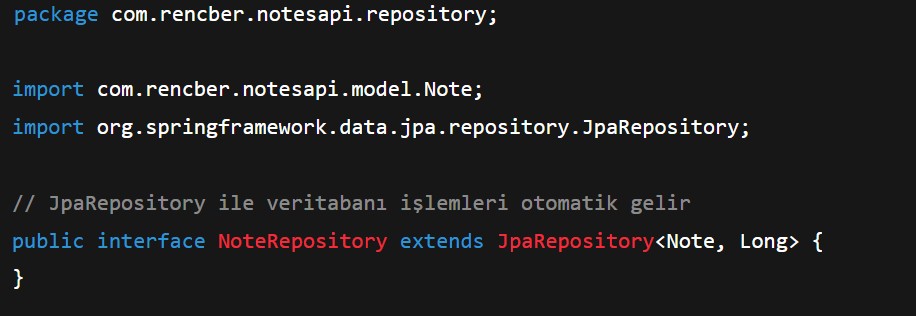 package com.rencber.notesapi.repository;
import com.rencber.notesapi.model.Note;
import org.springframework.data.jpa.repository.JpaRepository;
// JpaRepository ile veritabanı işlemleri otomatik gelir
public interface NoteRepository extends JpaRepository<Note, Long> {
}